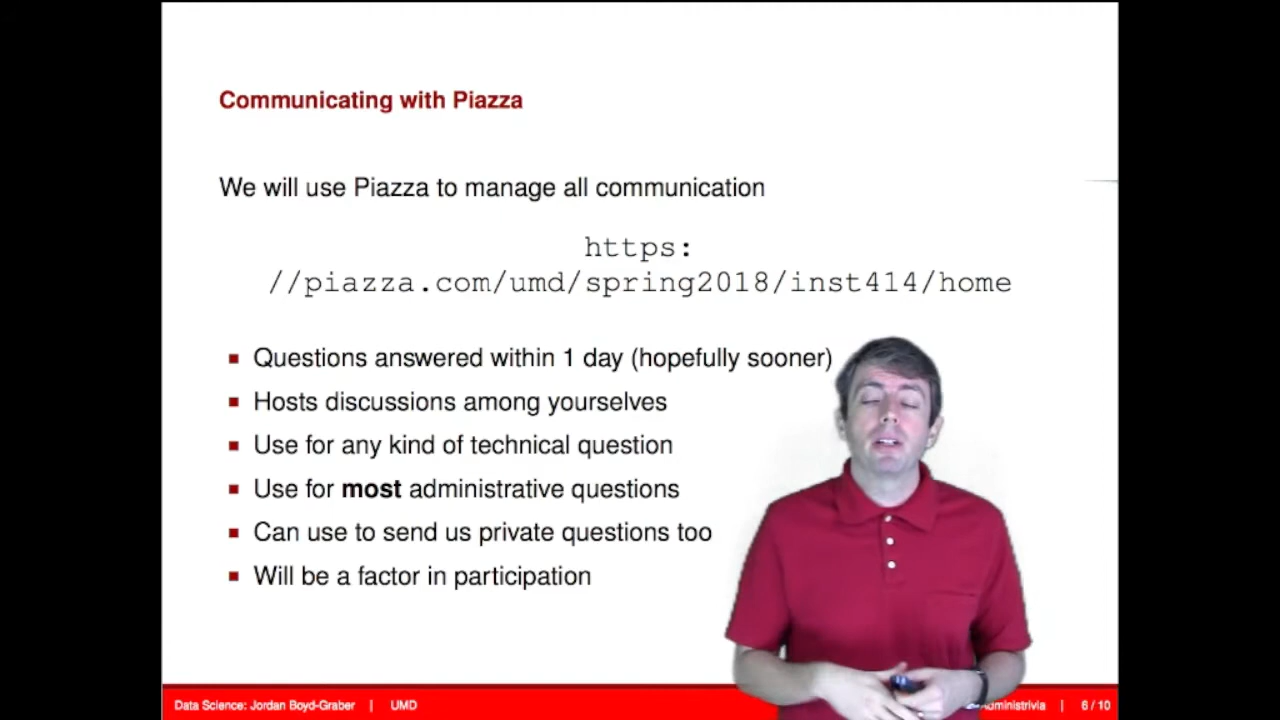 Communicating with Piazza
We will use Piazza to manage all communication
https:
//piazza.com/umd/spring2018/inst414/home
Questions answered within 1 day (hopefully sooner)
Hosts discussions among yourselves
Use for any kind of technical question
Use for most administrative questions
Can use to send us private questions too
Will be a factor in participation
Data Science: Jordan Boyd-Graber | UMD Administrivia | 6 / 10